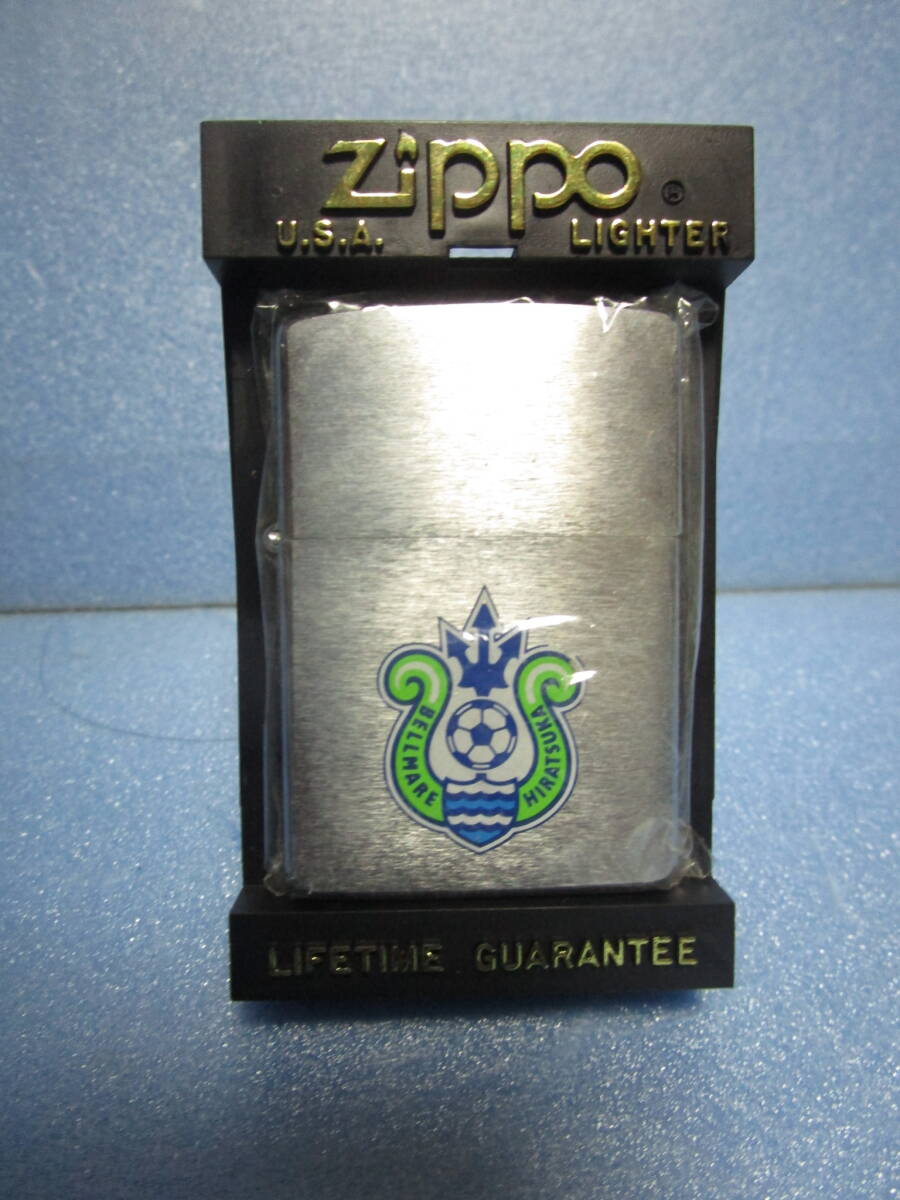 Zippo ®
U.S.A. LIGHTER
BELLMARE HIRATSUKA
LIFETIME GUARANTEE